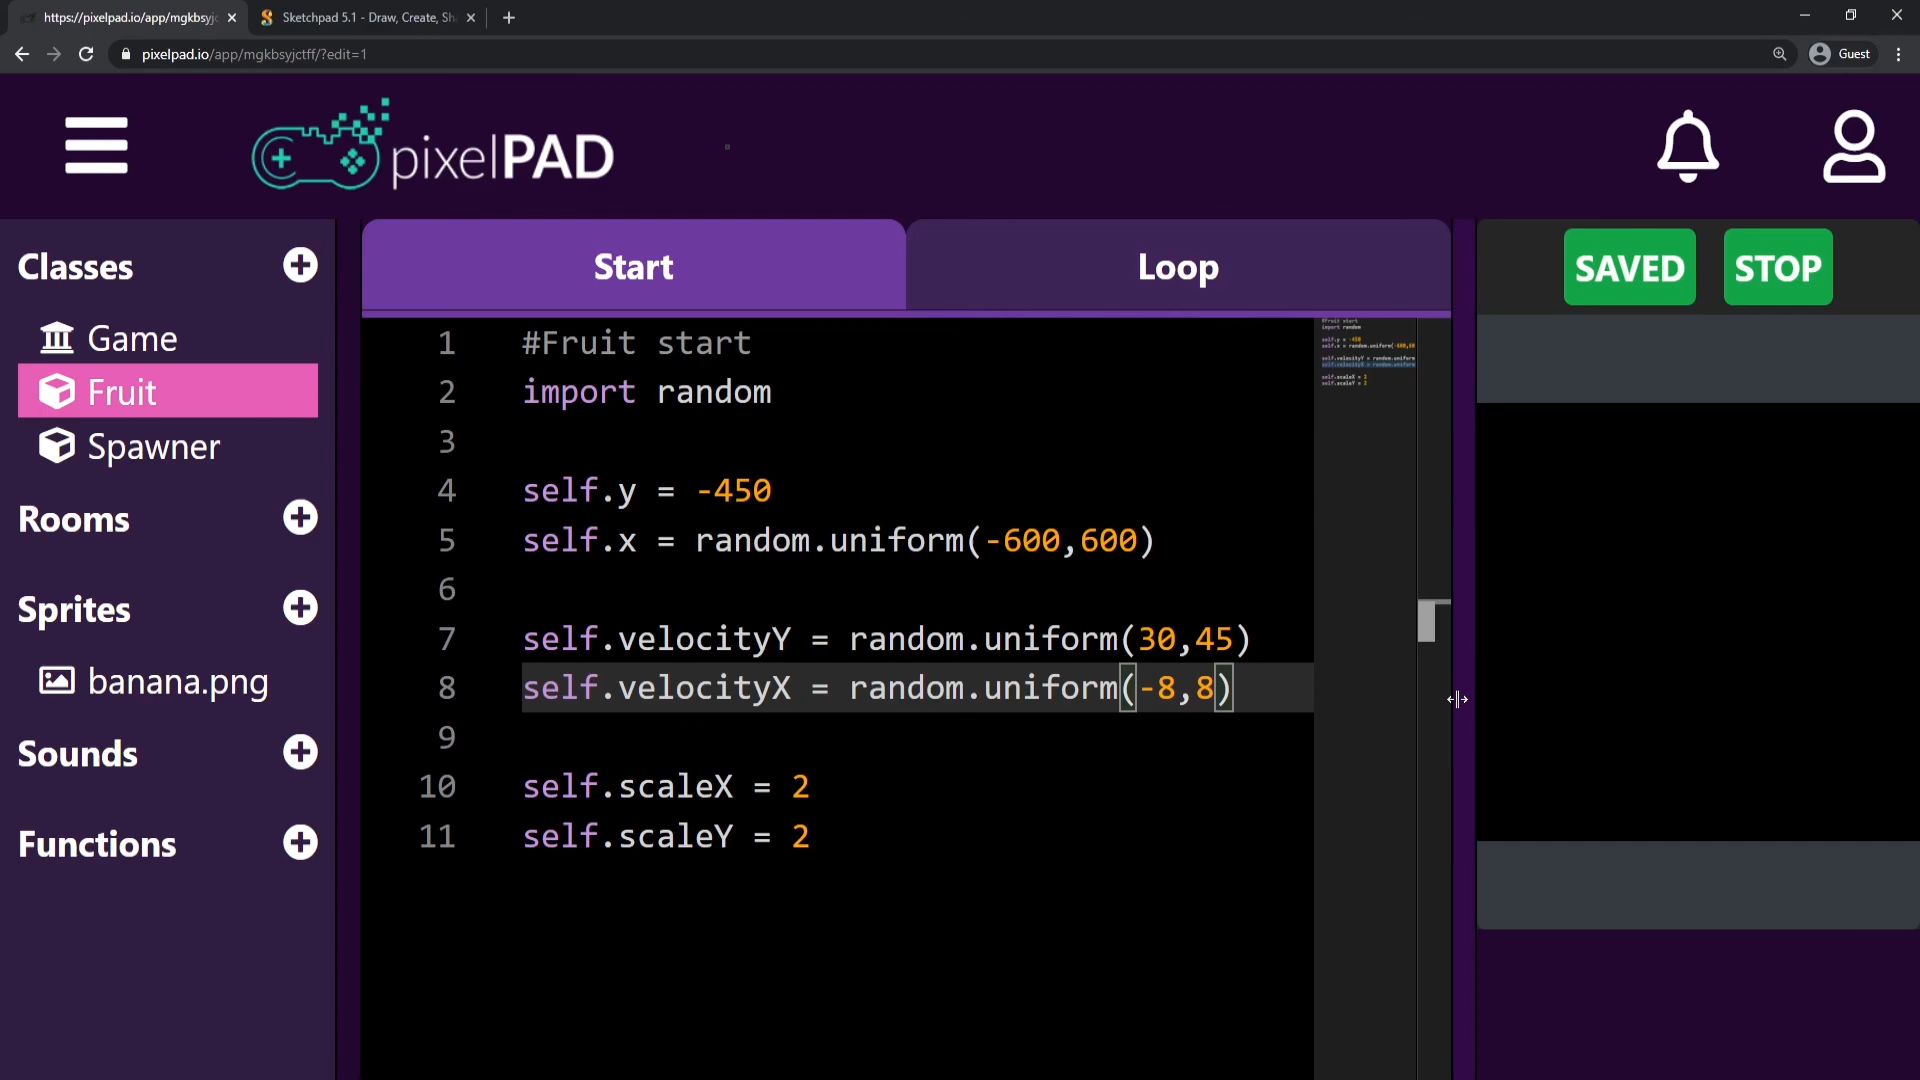 https://pixelpad.io/app/mgkbsyjc
Sketchpad 5.1 - Draw, Create, Sh
pixelpad.io/app/mgkbsyjctff/?edit=1
Guest
pixelPAD
Classes
Game
Fruit
Spawner
Rooms
Sprites
banana.png
Sounds
Functions
Start
Loop
SAVED
STOP
1 #Fruit start
2 import random
3
4 self.y = -450
5 self.x = random.uniform(-600,600)
6
7 self.velocityY = random.uniform(30,45)
8 self.velocityX = random.uniform(-8,8)
9
10 self.scaleX = 2
11 self.scaleY = 2